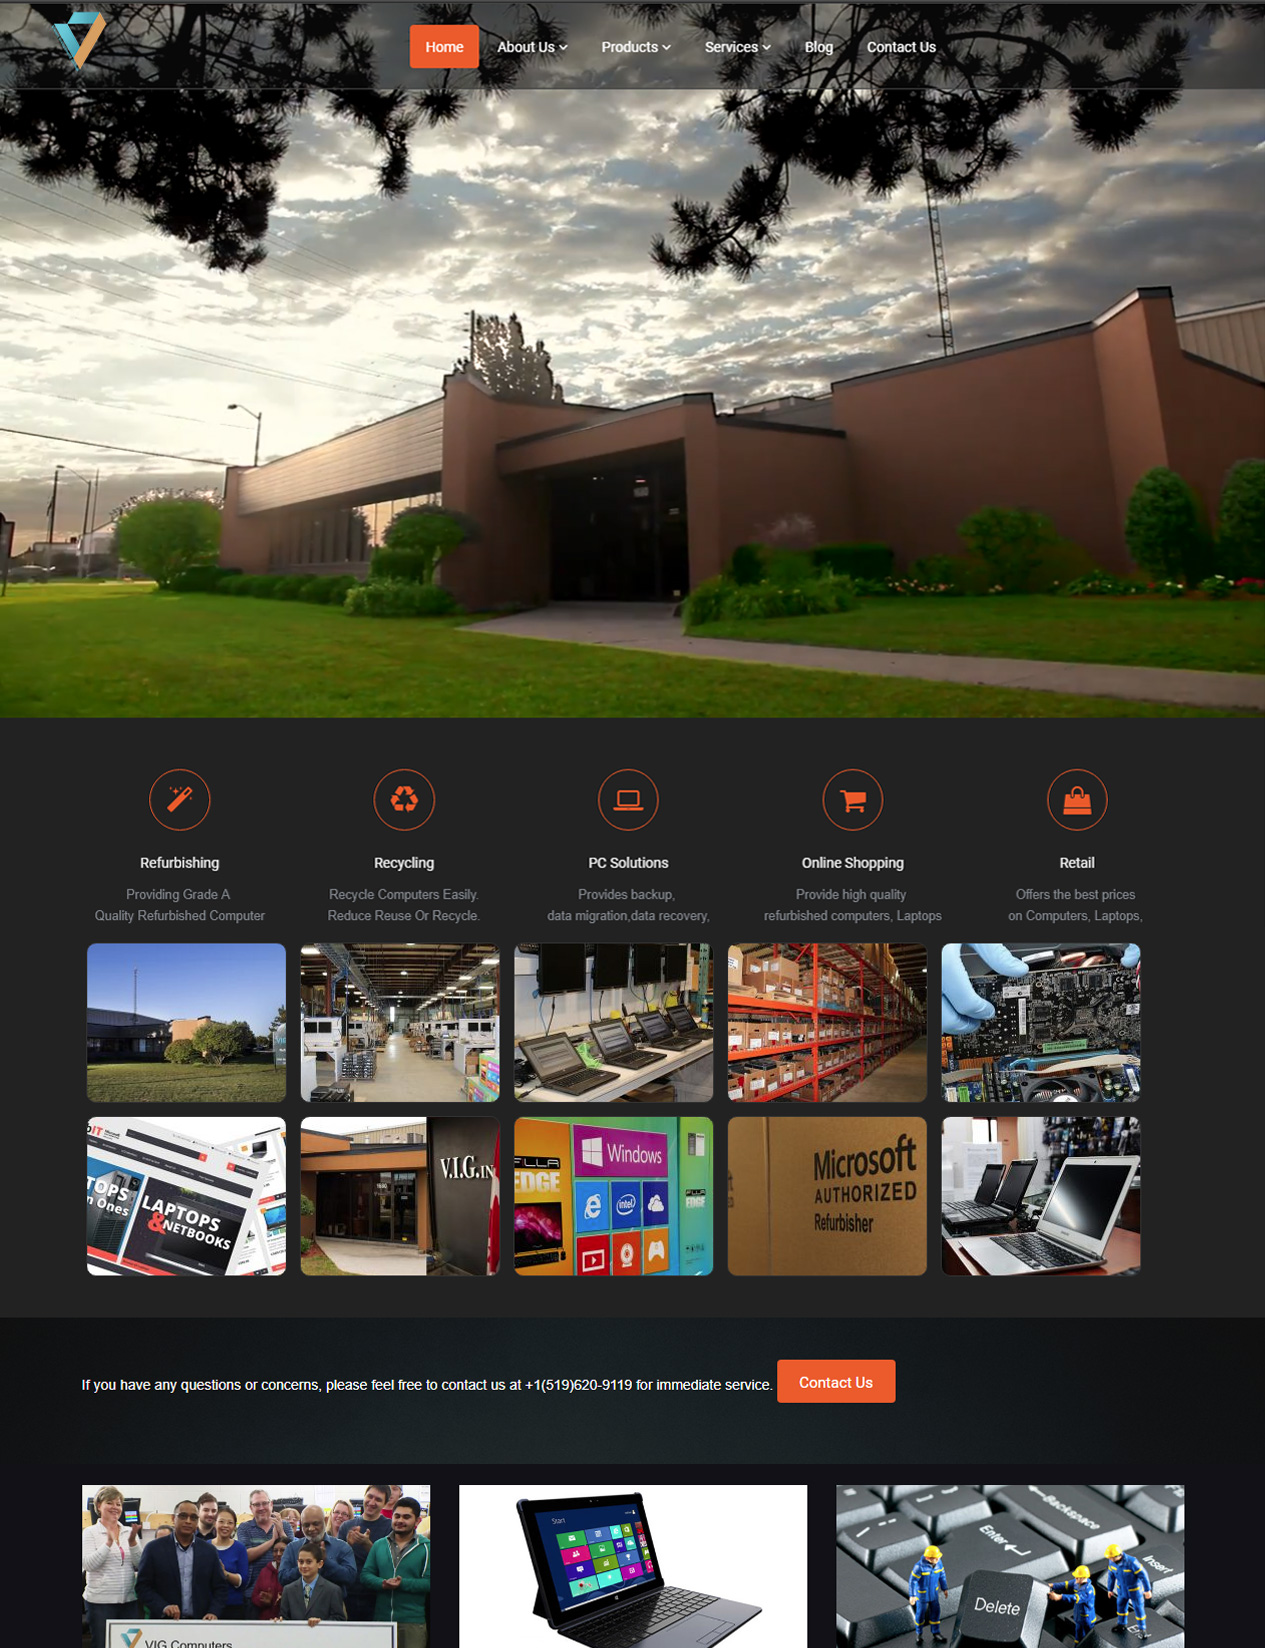 Home
About Us
Products
Services
Blog
Contact Us
Refurbishing
Recycling
PC Solutions
Online Shopping
Retail
Providing Grade A
Quality Refurbished Computer
Recycle Computers Easily.
Reduce Reuse Or Recycle.
Provides backup,
data migration,data recovery,
Provide high quality
refurbished computers, Laptops
Offers the best prices
on Computers, Laptops,
LAPTOPS
&NETBOOKS
V.I.G.IN
Windows
EDGE
intel
Microsoft
AUTHORIZED
Refurbisher
If you have any questions or concerns, please feel free to contact us at +1(519)620-9119 for immediate service.
Contact Us
VIG Computers
Start
Backspace
Enter
Insert
Delete